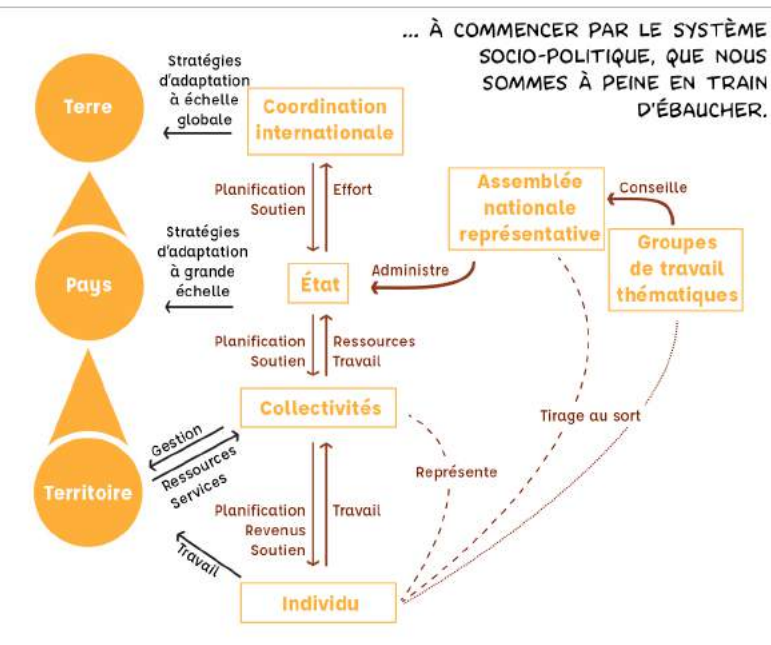 ... À COMMENCER PAR LE SYSTÈME
SOCIO-POLITIQUE, QUE NOUS
SOMMES À PEINE EN TRAIN
D'ÉBAUCHER.
Terre
Stratégies
d'adaptation
à échelle
globale
Coordination
internationale
Planification
Soutien
Effort
Assemblée
nationale
représentative
Conseille
Groupes
de travail
thématiques
Pays
Stratégies
d'adaptation
à grande
échelle
État
Administre
Planification
Soutien
Ressources
Travail
Collectivités
Tirage au sort
Territoire
Gestion
Ressources
Services
Représente
Planification
Revenus
Soutien
Travail
Travail
Individu